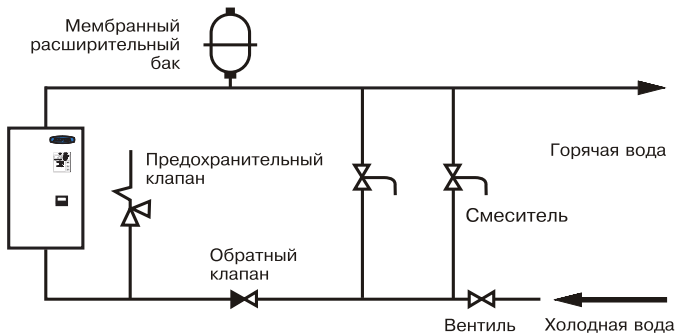 Мембранный
расширительный
бак
Горячая вода
Предохранительный
клапан
Смеситель
Обратный
клапан
Вентиль
Холодная вода